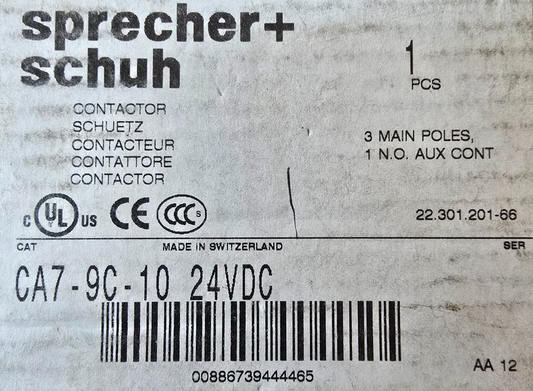 sprecher+
schuh
1
PCS
CONTACTOR
SCHUETZ
CONTACTEUR
CONTATTORE
CONTACTOR
3 MAIN POLES,
1 N.O. AUX CONT
C UL US CE CCC S
22.301.201-66
CAT MADE IN SWITZERLAND SER
CA7-9C-10 24VDC
00886739444465
AA 12